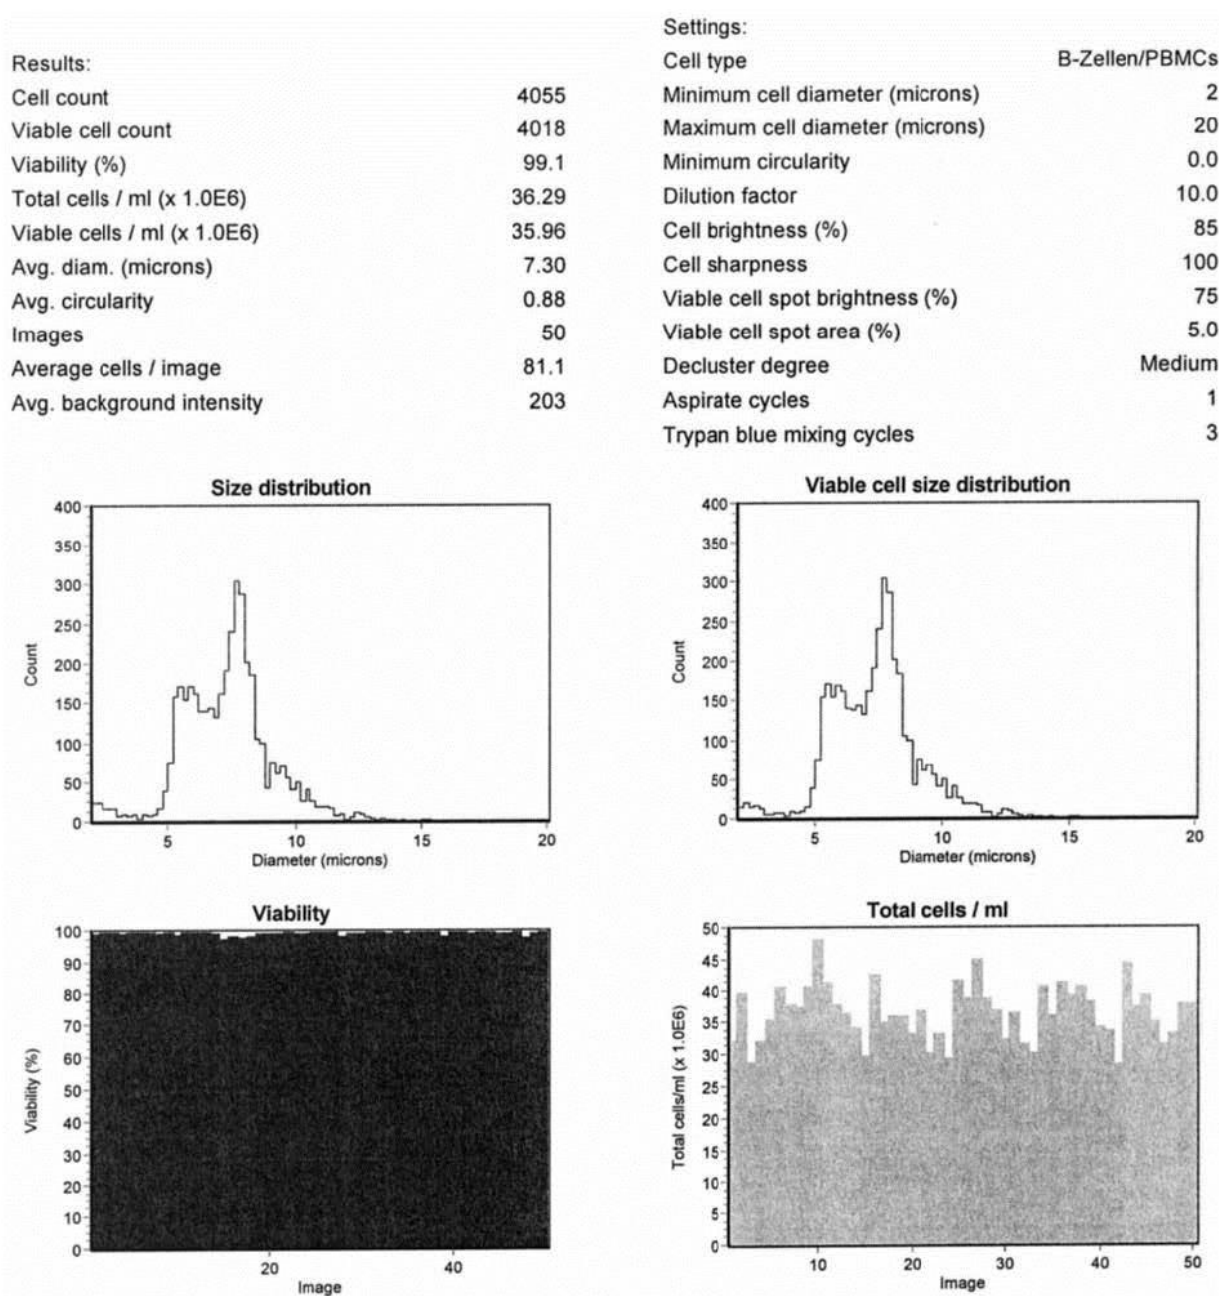 Results:
Cell count 4055
Viable cell count 4018
Viability (%) 99.1
Total cells / ml (x 1.0E6) 36.29
Viable cells / ml (x 1.0E6) 35.96
Avg. diam. (microns) 7.30
Avg. circularity 0.88
Images 50
Average cells / image 81.1
Avg. background intensity 203
Settings:
Cell type B-Zellen/PBMCs
Minimum cell diameter (microns) 2
Maximum cell diameter (microns) 20
Minimum circularity 0.0
Dilution factor 10.0
Cell brightness (%) 85
Cell sharpness 100
Viable cell spot brightness (%) 75
Viable cell spot area (%) 5.0
Decluster degree Medium
Aspirate cycles 1
Trypan blue mixing cycles 3
Size distribution
400
350
300
250
200
150
100
50
0
Count
5 10 15 20
Diameter (microns)
Viable cell size distribution
400
350
300
250
200
150
100
50
0
Count
5 10 15 20
Diameter (microns)
Viability
100
90
80
70
60
50
40
30
20
10
0
Viability (%)
20 40
Image
Total cells / ml
50
45
40
35
30
25
20
15
10
5
0
Total cells/ml (x 1.0E6)
10 20 30 40 50
Image